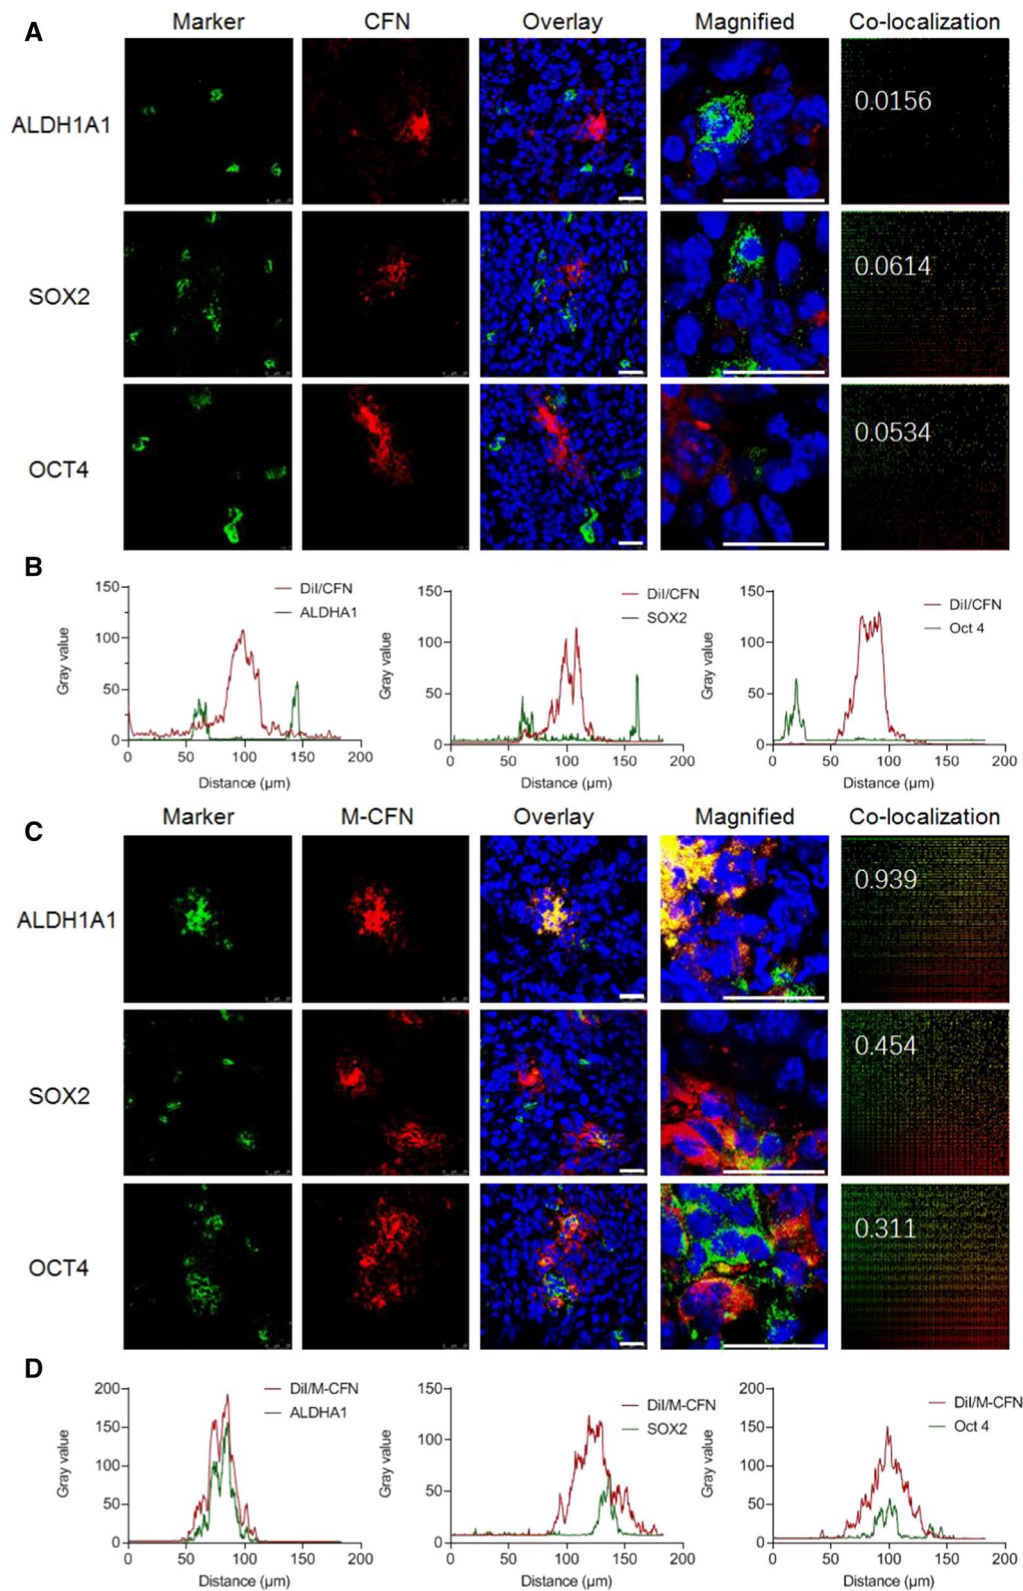 A
Marker CFN Overlay Magnified Co-localization
ALDH1A1
0.0156
SOX2
0.0614
OCT4
0.0534
B
150
100
50
0
Gray value
0 50 100 150 200
Distance (µm)
DiI/CFN
ALDHA1
150
100
50
0
Gray value
0 50 100 150 200
Distance (µm)
DiI/CFN
SOX2
150
100
50
0
Gray value
0 50 100 150 200
Distance (µm)
DiI/CFN
Oct 4
C
Marker M-CFN Overlay Magnified Co-localization
ALDH1A1
0.939
SOX2
0.454
OCT4
0.311
D
200
150
100
50
0
Gray value
0 50 100 150 200
Distance (µm)
DiI/M-CFN
ALDHA1
150
100
50
0
Gray value
0 50 100 150 200
Distance (µm)
DiI/M-CFN
SOX2
200
150
100
50
0
Gray value
0 50 100 150 200
Distance (µm)
DiI/M-CFN
Oct 4